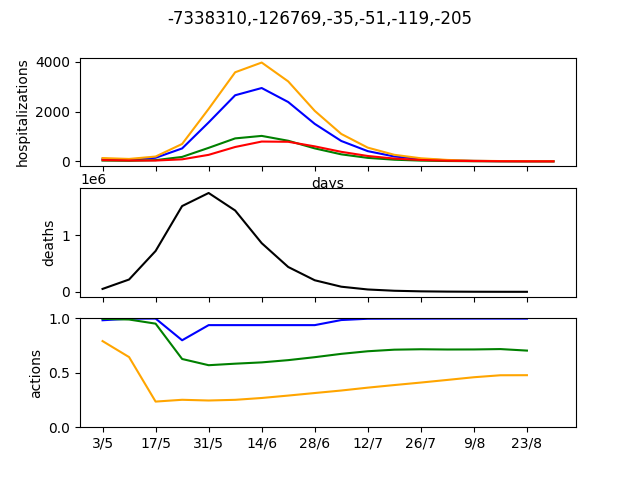 -7338310,-126769,-35,-51,-119,-205
4000
2000
0
hospitalizations
days
1e6
1
0
deaths
1.0
0.5
0.0
actions
3/5 17/5 31/5 14/6 28/6 12/7 26/7 9/8 23/8